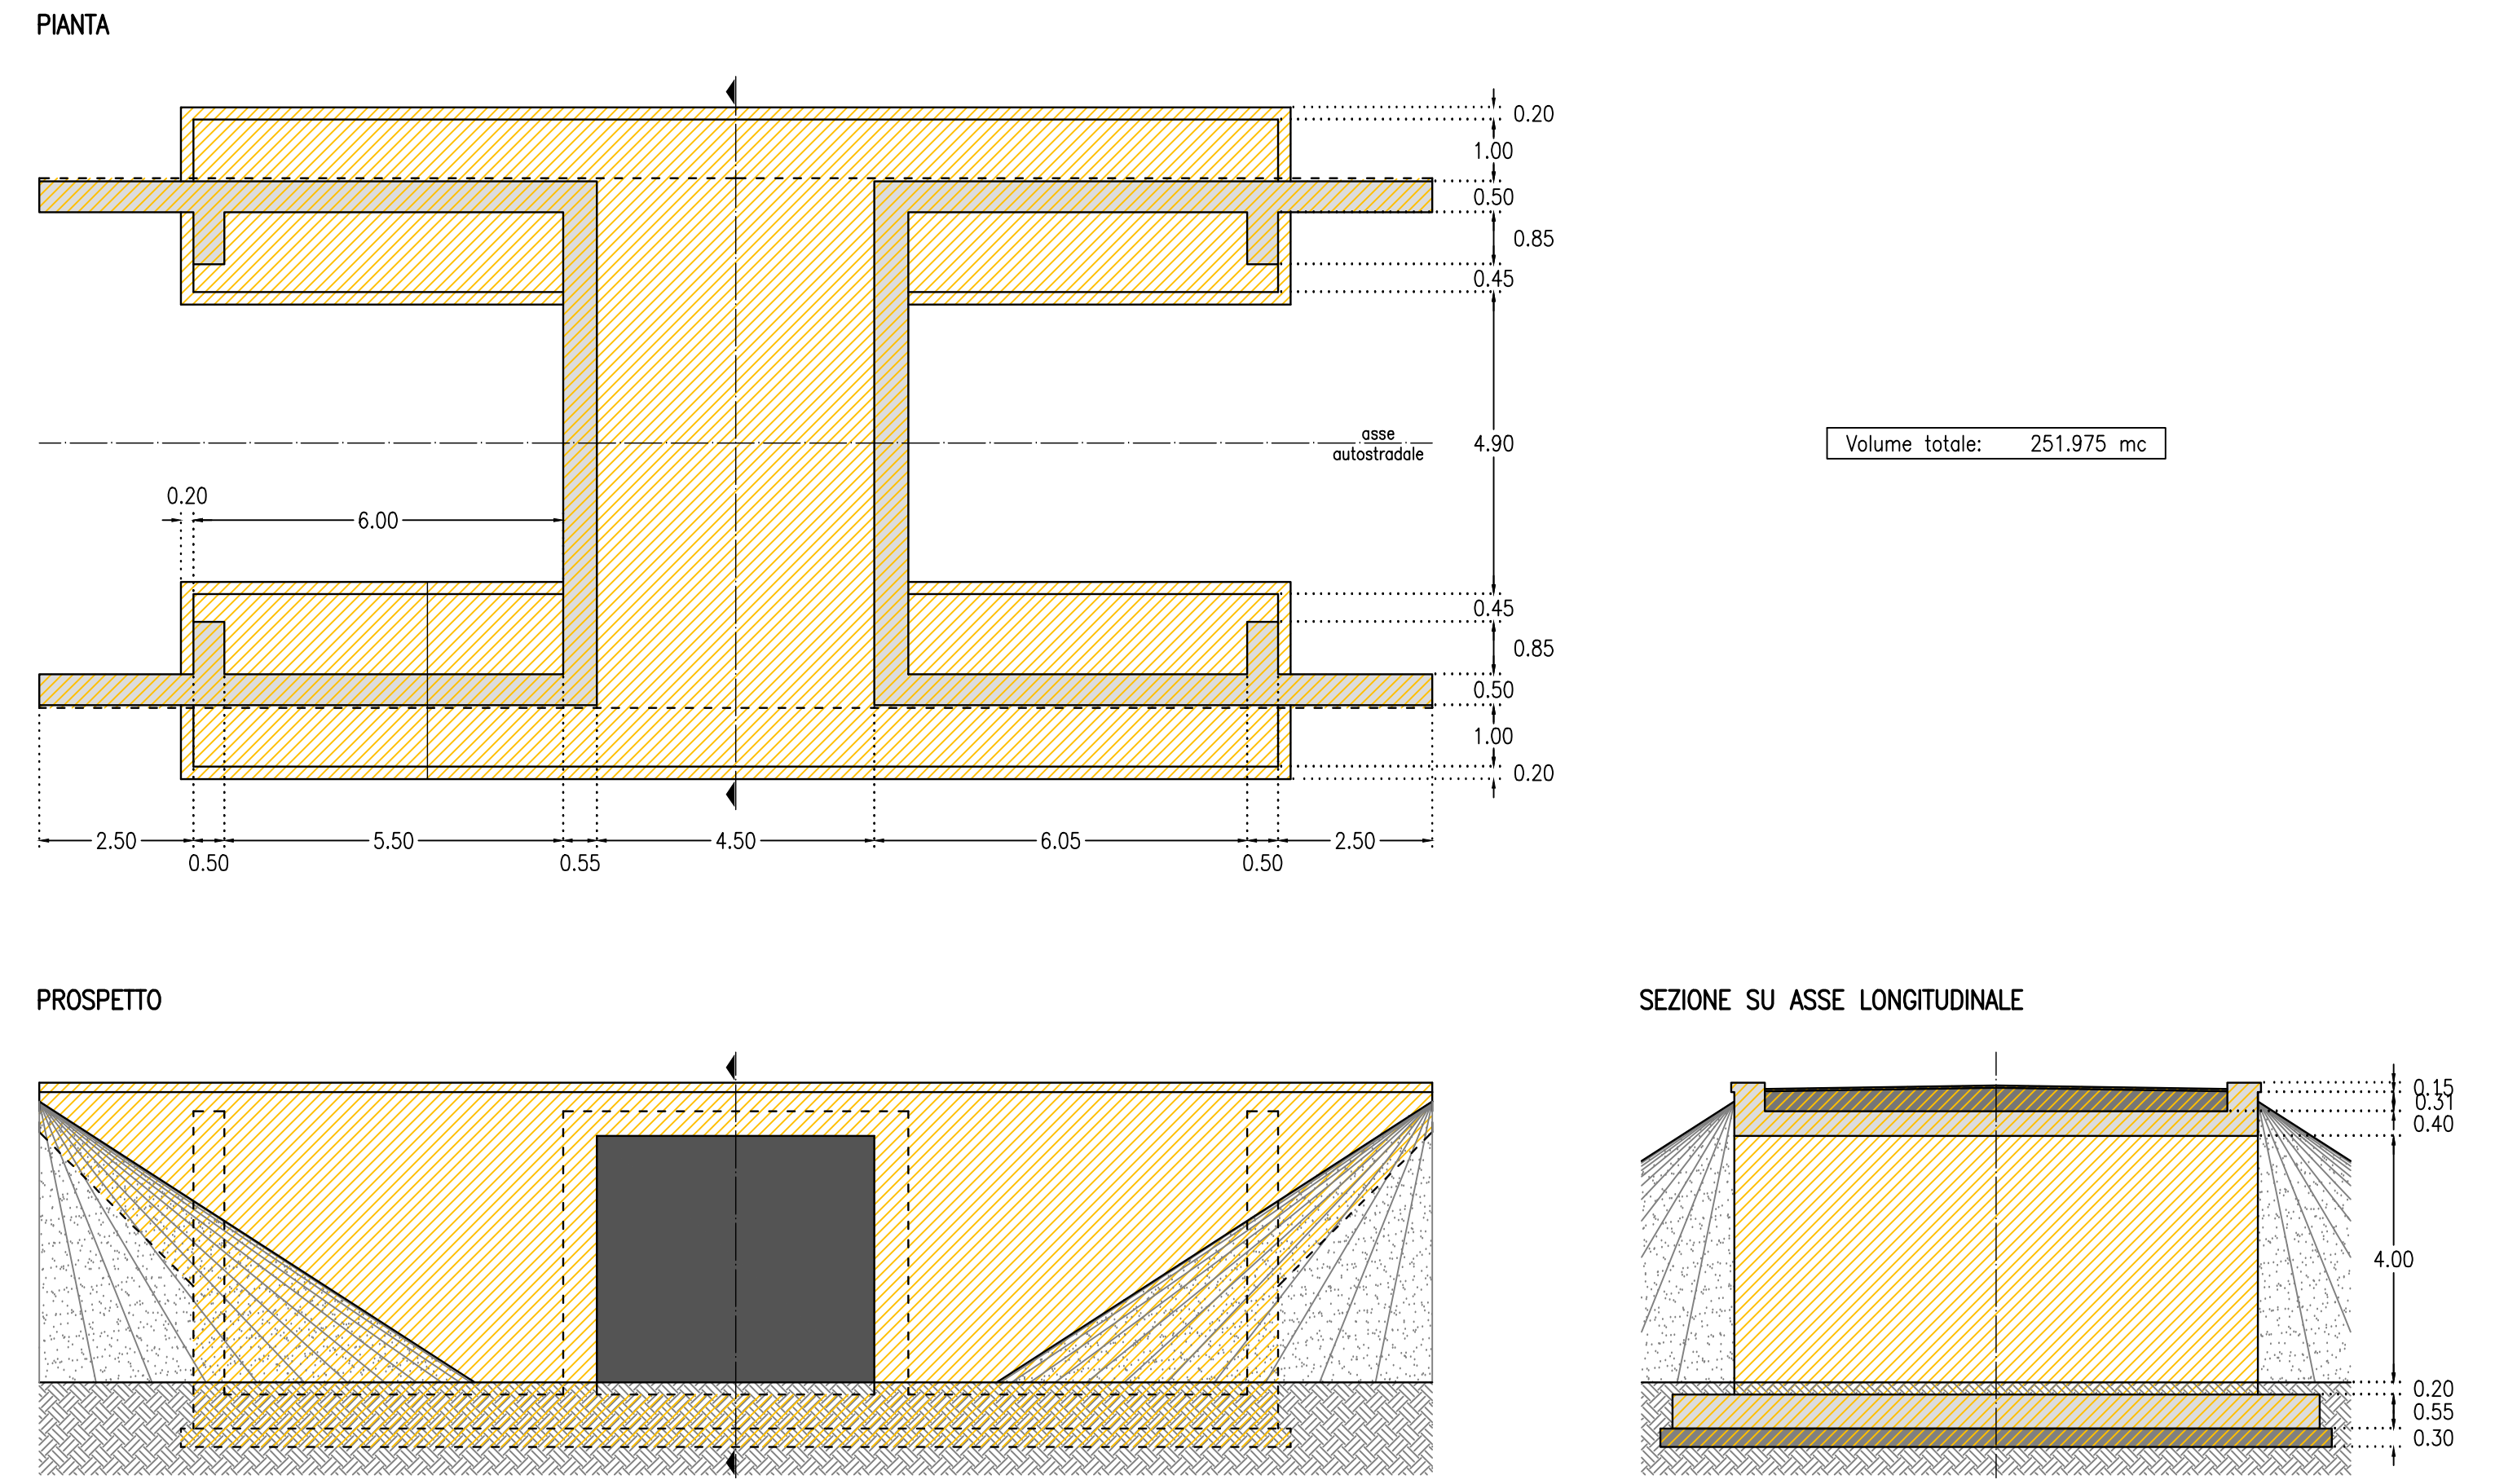 PIANTA
0.20
1.00
0.50
0.85
0.45
asse
autostradale
4.90
Volume totale: 251.975 mc
0.20
6.00
0.45
0.85
0.50
1.00
0.20
2.50 5.50 4.50 6.05 2.50
0.50 0.55 0.50
PROSPETTO
SEZIONE SU ASSE LONGITUDINALE
0.15
0.31
0.40
4.00
0.20
0.55
0.30